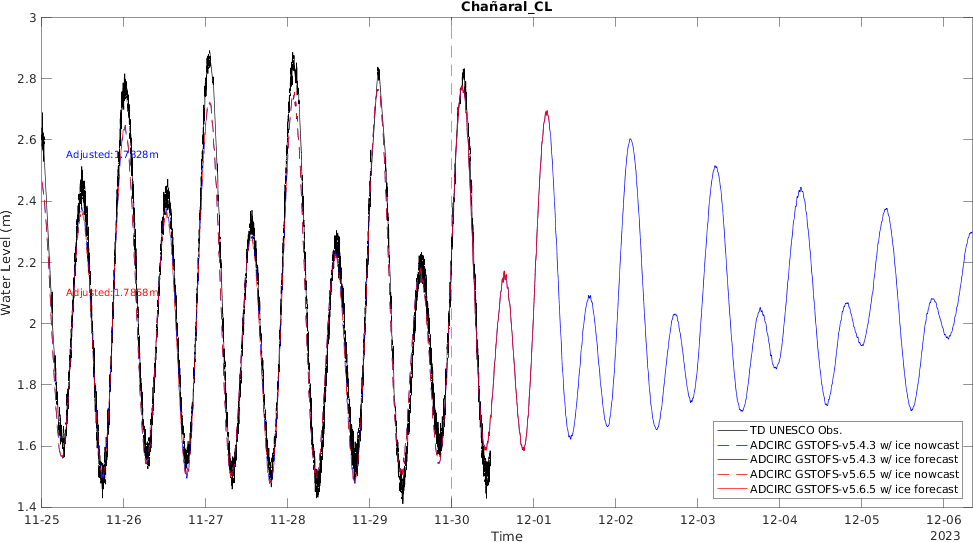 Chañaral_CL
3
2.8
2.6
2.4
2.2
2
1.8
1.6
1.4
Water Level (m)
Adjusted:1.7828m
Adjusted:1.7868m
TD UNESCO Obs.
ADCIRC GSTOFS-v5.4.3 w/ ice nowcast
ADCIRC GSTOFS-v5.4.3 w/ ice forecast
ADCIRC GSTOFS-v5.6.5 w/ ice nowcast
ADCIRC GSTOFS-v5.6.5 w/ ice forecast
11-25 11-26 11-27 11-28 11-29 11-30 12-01 12-02 12-03 12-04 12-05 12-06
Time
2023